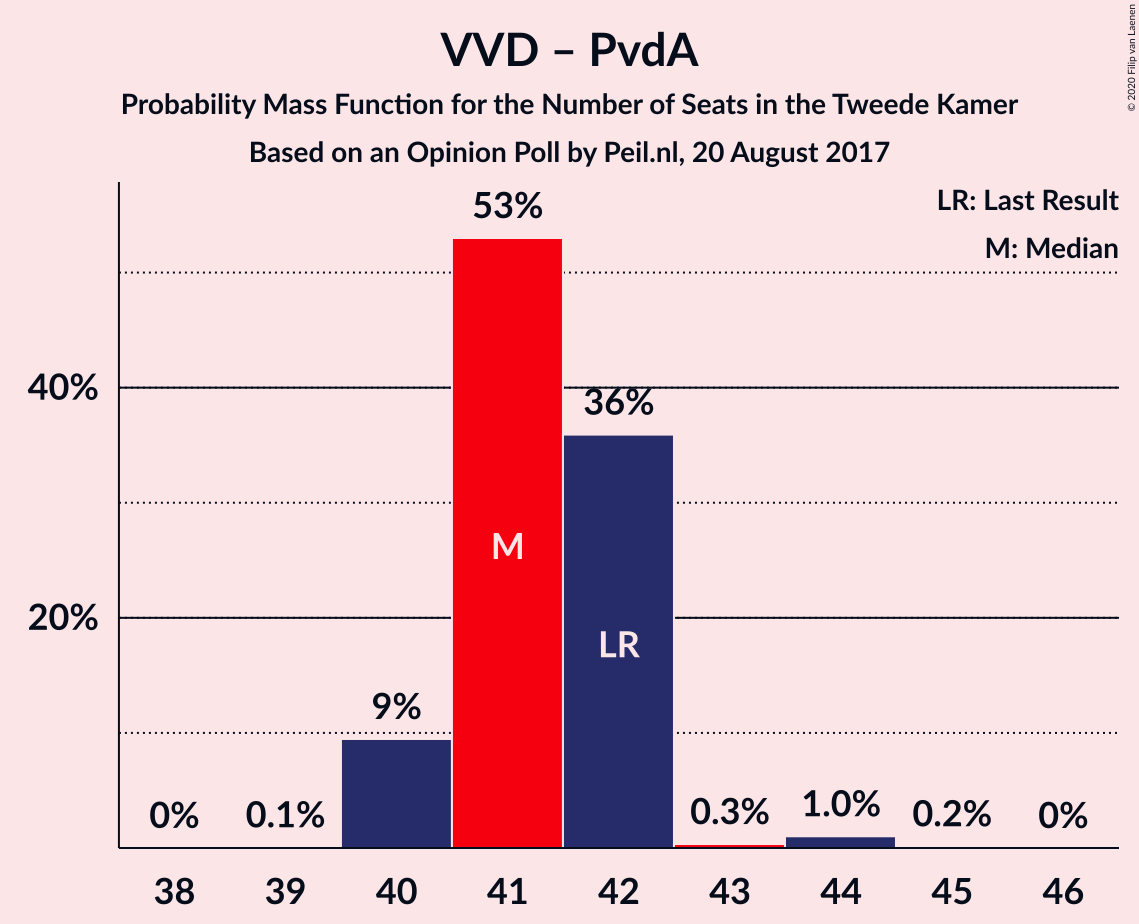 VVD – PvdA
Probability Mass Function for the Number of Seats in the Tweede Kamer
Based on an Opinion Poll by Peil.nl, 20 August 2017
© 2020 Filip van Laenen
LR: Last Result
M: Median
53%
40%
36%
M
20%
LR
9%
0%
0.1%
0.3%
1.0%
0.2%
0%
38 39 40 41 42 43 44 45 46